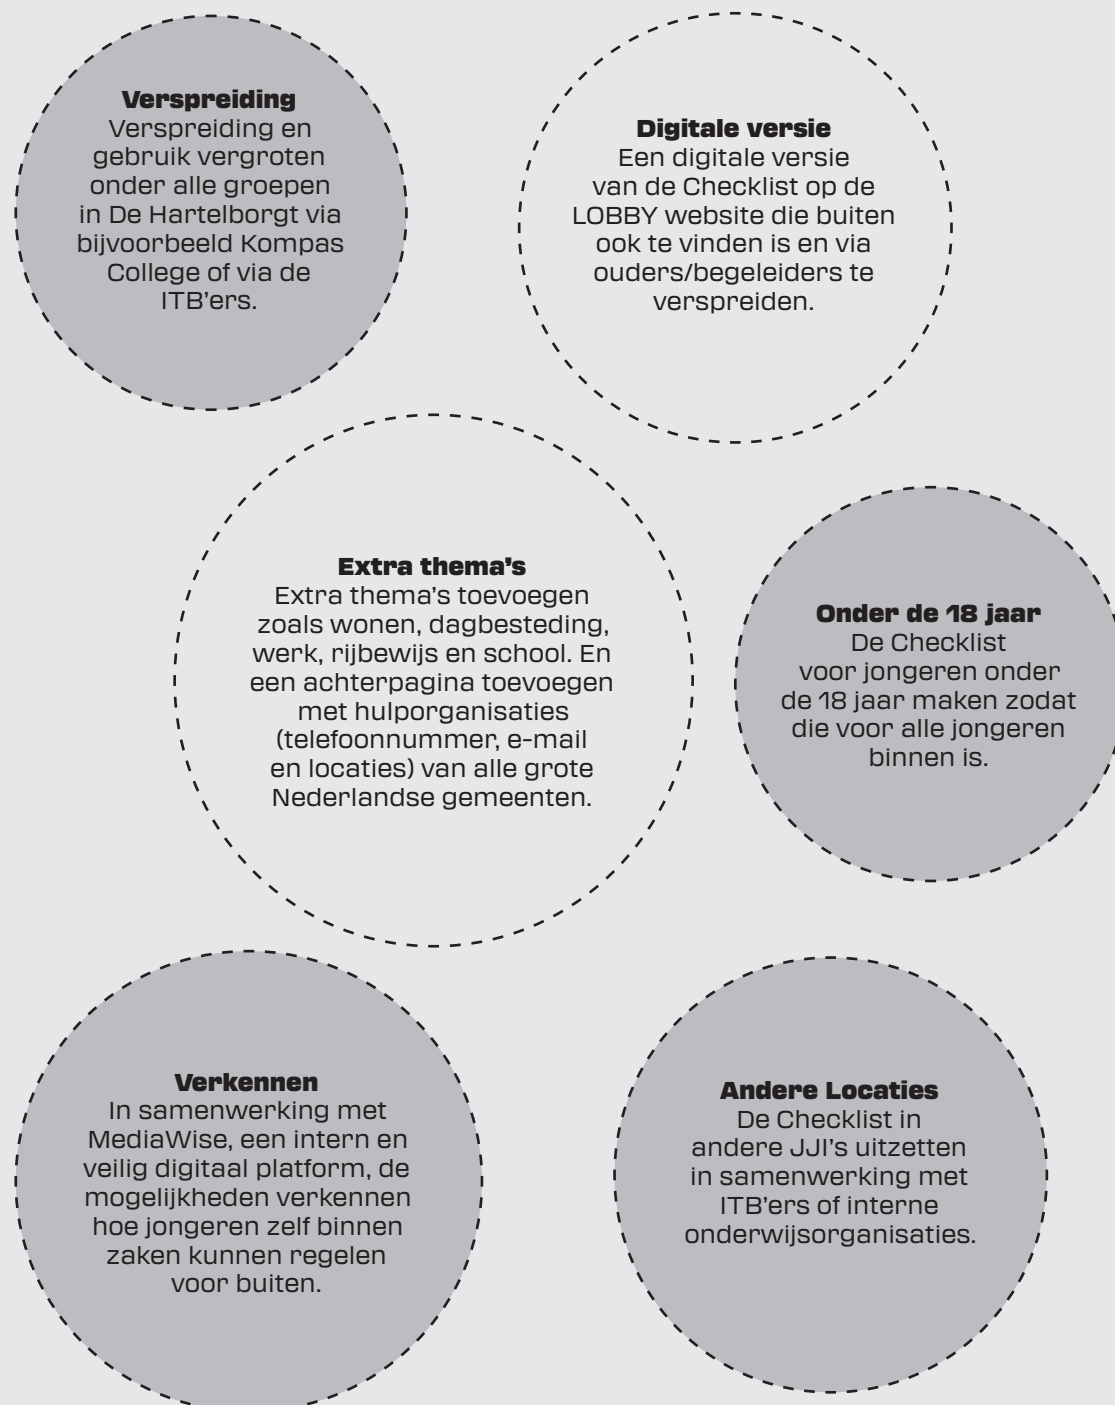 Verspreiding
Verspreiding en
gebruik vergroten
onder alle groepen
in De Hartelborgt via
bijvoorbeeld Kompas
College of via de
ITB’ers.
Digitale versie
Een digitale versie
van de Checklist op de
LOBBY website die buiten
ook te vinden is en via
ouders/begeleiders te
verspreiden.
Extra thema’s
Extra thema’s toevoegen
zoals wonen, dagbesteding,
werk, rijbewijs en school. En
een achterpagina toevoegen
met hulporganisaties
(telefoonnummer, e-mail
en locaties) van alle grote
Nederlandse gemeenten.
Onder de 18 jaar
De Checklist
voor jongeren onder
de 18 jaar maken zodat
die voor alle jongeren
binnen is.
Verkennen
In samenwerking met
MediaWise, een intern en
veilig digitaal platform, de
mogelijkheden verkennen
hoe jongeren zelf binnen
zaken kunnen regelen
voor buiten.
Andere Locaties
De Checklist in
andere JJI’s uitzetten
in samenwerking met
ITB’ers of interne
onderwijsorganisaties.